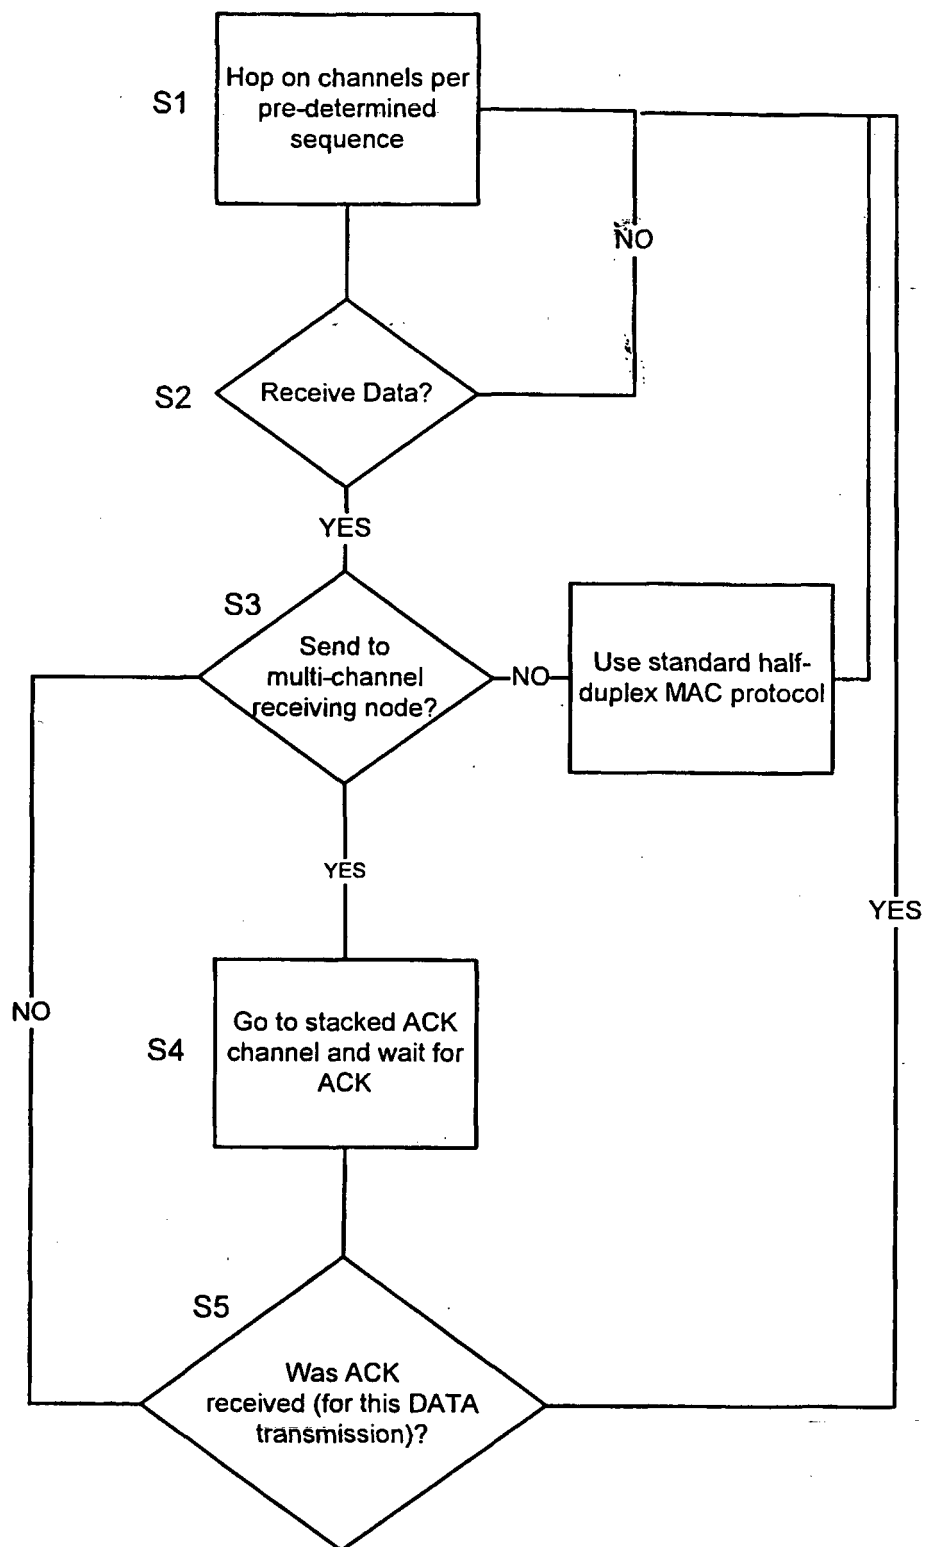 S1
Hop on channels per
pre-determined
sequence
NO
S2
Receive Data?
YES
S3
Send to
multi-channel
receiving node?
NO
Use standard half-
duplex MAC protocol
YES
YES
NO
S4
Go to stacked ACK
channel and wait for
ACK
S5
Was ACK
received (for this DATA
transmission)?